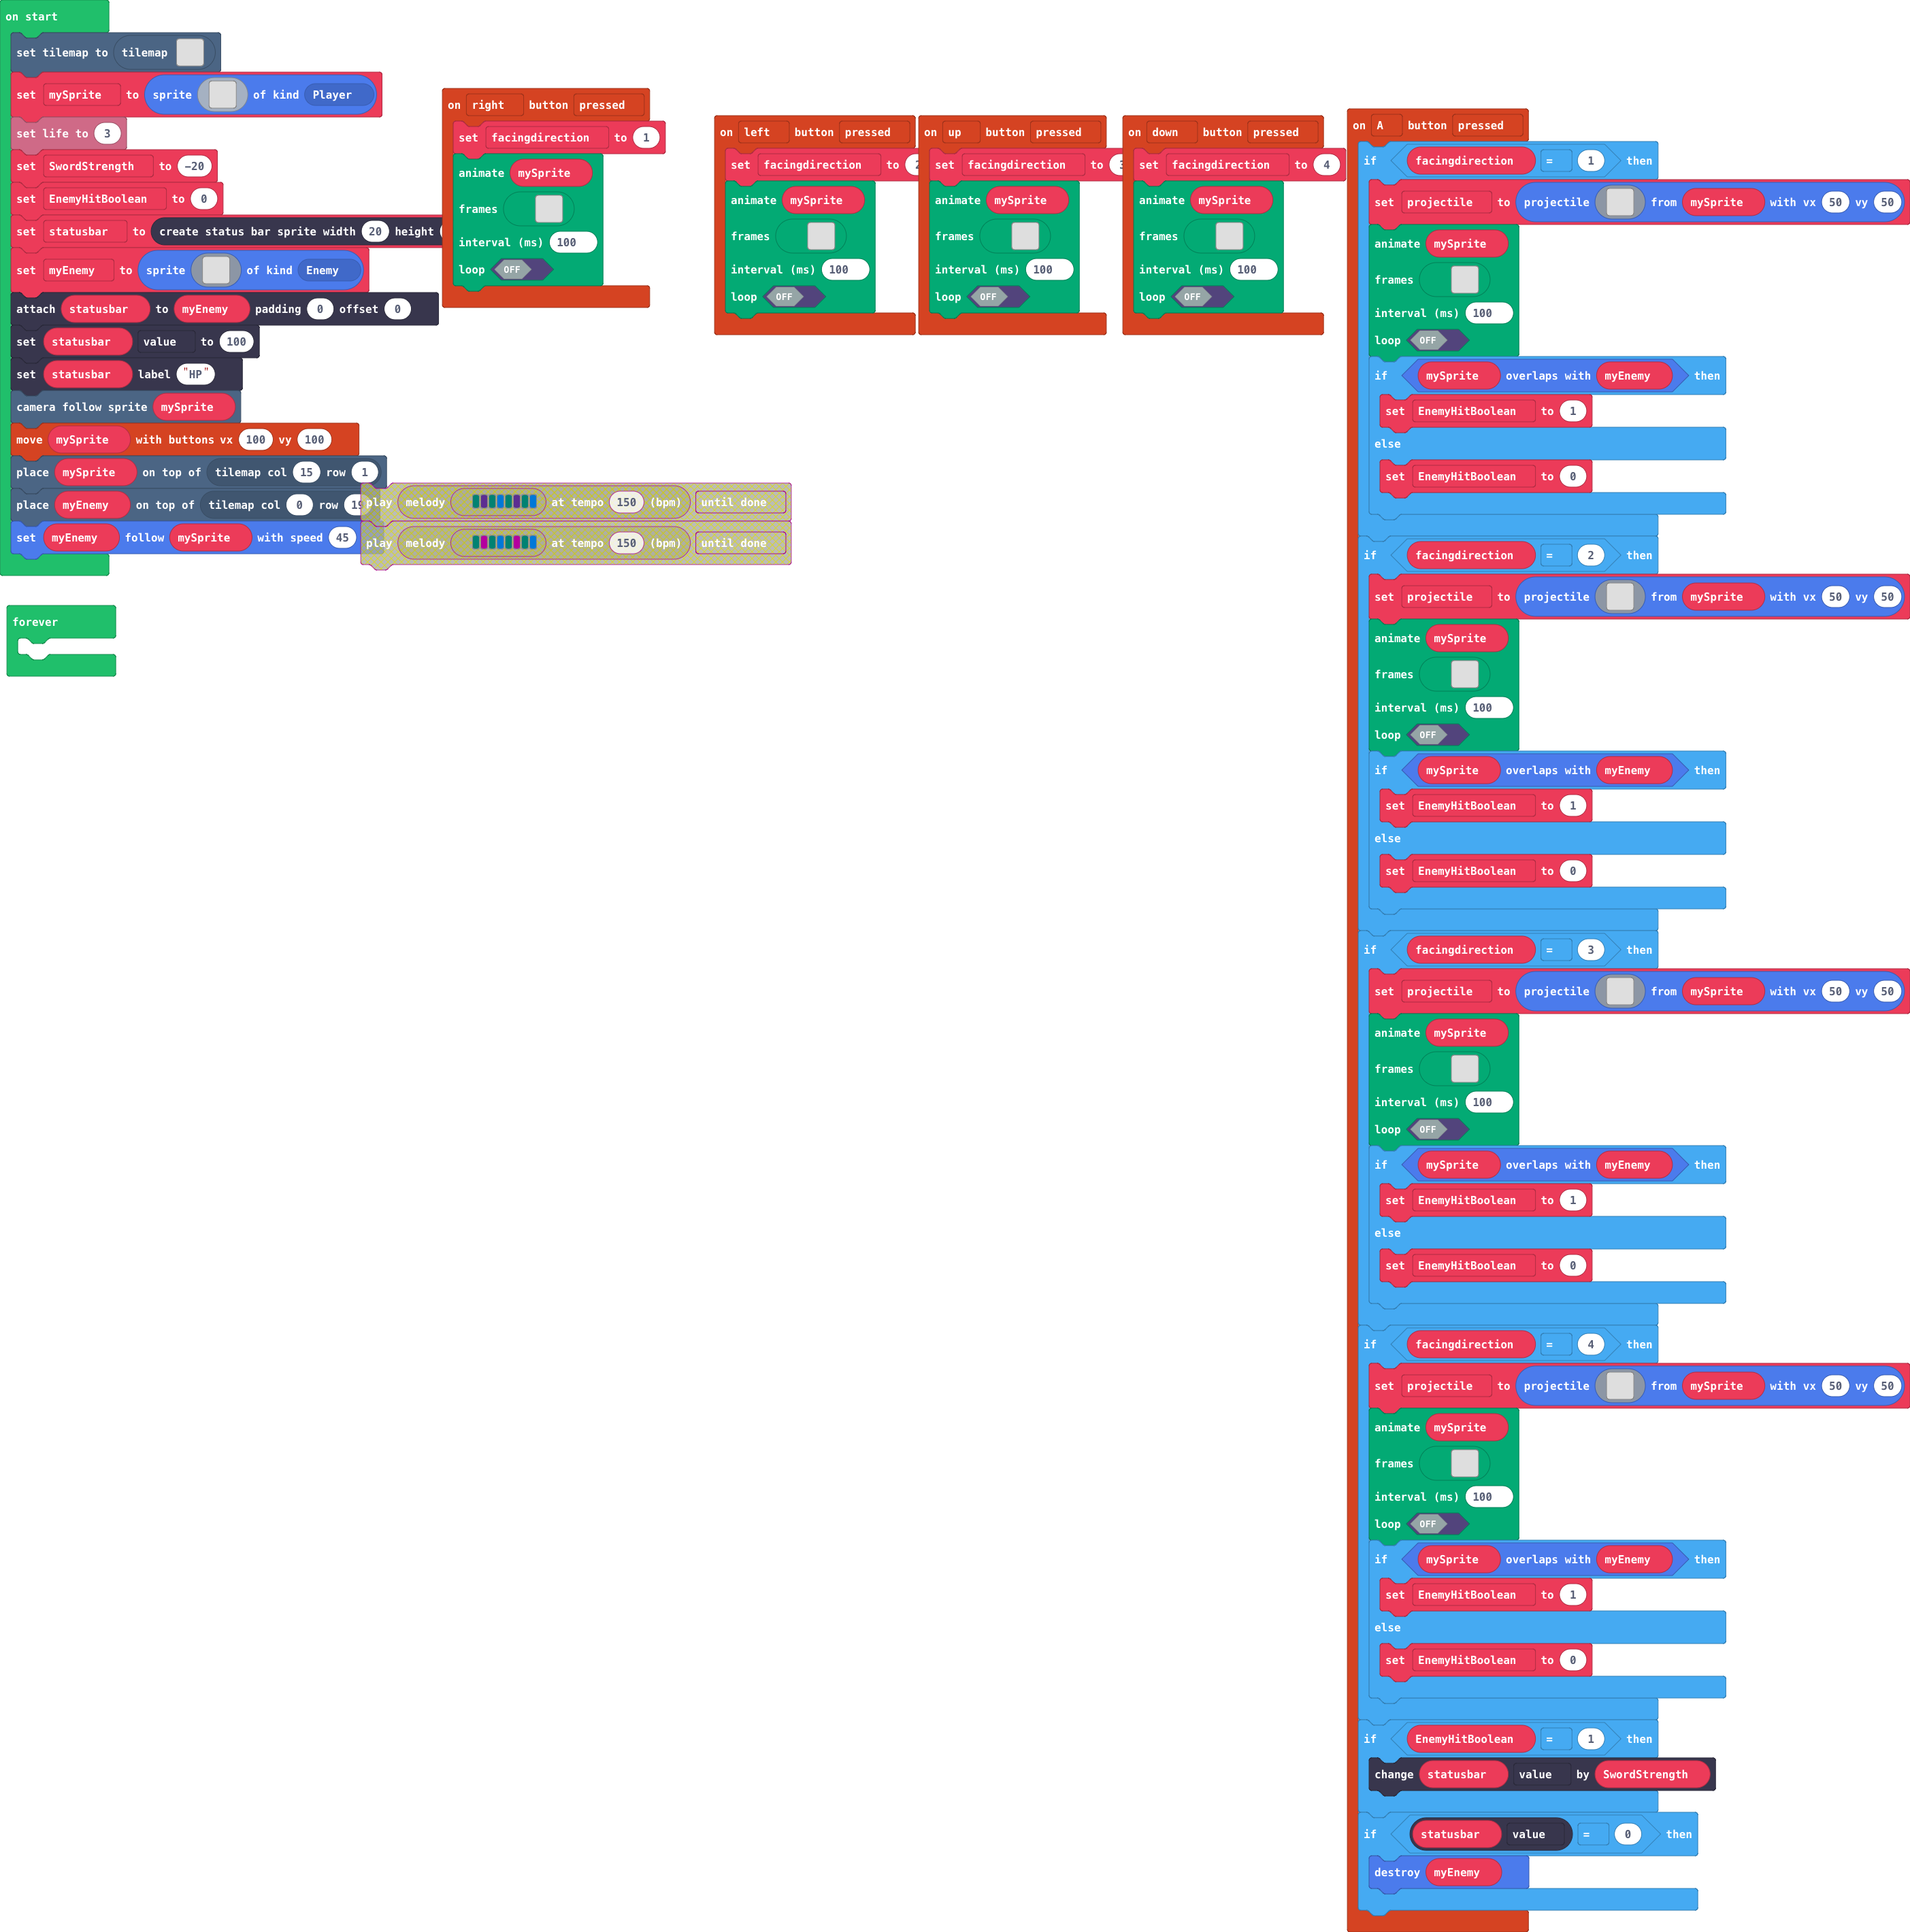 on start
set tilemap to tilemap
set mySprite to sprite of kind Player
set life to 3
set SwordStrength to -20
set EnemyHitBoolean to 0
set statusbar to create status bar sprite width 20 height
set myEnemy to sprite of kind Enemy
attach statusbar to myEnemy padding 0 offset 0
set statusbar value to 100
set statusbar label "HP"
camera follow sprite mySprite
move mySprite with buttons vx 100 vy 100
place mySprite on top of tilemap col 15 row 1
place myEnemy on top of tilemap col 0 row
set myEnemy follow mySprite with speed 45
play melody at tempo 150 (bpm) until done
play melody at tempo 150 (bpm) until done
forever
on right button pressed
set facingdirection to 1
animate mySprite
frames
interval (ms) 100
loop OFF
on left button pressed
set facingdirection to 2
animate mySprite
frames
interval (ms) 100
loop OFF
on up button pressed
set facingdirection to 3
animate mySprite
frames
interval (ms) 100
loop OFF
on down button pressed
set facingdirection to 4
animate mySprite
frames
interval (ms) 100
loop OFF
on A button pressed
if facingdirection = 1 then
set projectile to projectile from mySprite with vx 50 vy 50
animate mySprite
frames
interval (ms) 100
loop OFF
if mySprite overlaps with myEnemy then
set EnemyHitBoolean to 1
else
set EnemyHitBoolean to 0
if facingdirection = 2 then
set projectile to projectile from mySprite with vx 50 vy 50
animate mySprite
frames
interval (ms) 100
loop OFF
if mySprite overlaps with myEnemy then
set EnemyHitBoolean to 1
else
set EnemyHitBoolean to 0
if facingdirection = 3 then
set projectile to projectile from mySprite with vx 50 vy 50
animate mySprite
frames
interval (ms) 100
loop OFF
if mySprite overlaps with myEnemy then
set EnemyHitBoolean to 1
else
set EnemyHitBoolean to 0
if facingdirection = 4 then
set projectile to projectile from mySprite with vx 50 vy 50
animate mySprite
frames
interval (ms) 100
loop OFF
if mySprite overlaps with myEnemy then
set EnemyHitBoolean to 1
else
set EnemyHitBoolean to 0
if EnemyHitBoolean = 1 then
change statusbar value by SwordStrength
if statusbar value = 0 then
destroy myEnemy